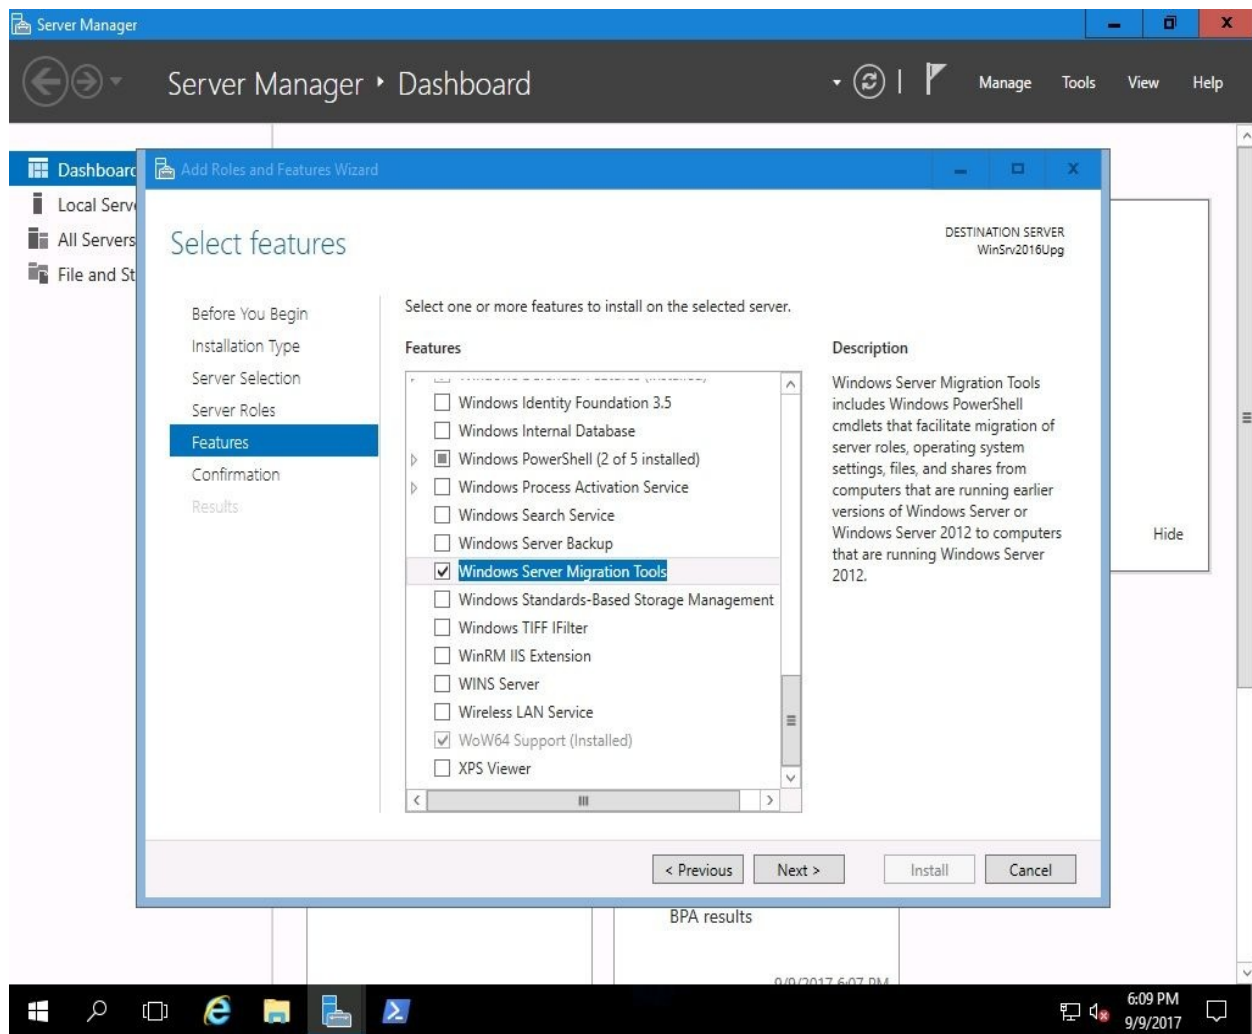 Server Manager
Server Manager • Dashboard
Manage Tools View Help
Dashboard
Local Serv
All Servers
File and St
Add Roles and Features Wizard
Select features
DESTINATION SERVER
WinSrv2016Upg
Before You Begin
Installation Type
Server Selection
Server Roles
Features
Confirmation
Results
Select one or more features to install on the selected server.
Features
Windows Identity Foundation 3.5
Windows Internal Database
Windows PowerShell (2 of 5 installed)
Windows Process Activation Service
Windows Search Service
Windows Server Backup
Windows Server Migration Tools
Windows Standards-Based Storage Management
Windows TIFF IFilter
WinRM IIS Extension
WINS Server
Wireless LAN Service
WoW64 Support (Installed)
XPS Viewer
Description
Windows Server Migration Tools
includes Windows PowerShell
cmdlets that facilitate migration of
server roles, operating system
settings, files, and shares from
computers that are running earlier
versions of Windows Server or
Windows Server 2012 to computers
that are running Windows Server
2012.
Hide
< Previous
Next >
Install
Cancel
BPA results
9/9/2017 6:07 PM
6:09 PM
9/9/2017